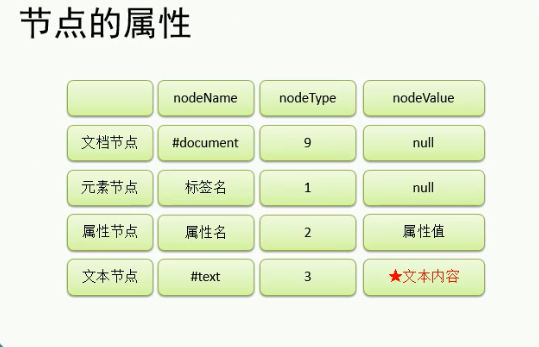 节点的属性
nodeName nodeType nodeValue
文档节点 #document 9 null
元素节点 标签名 1 null
属性节点 属性名 2 属性值
文本节点 #text 3 ★文本内容